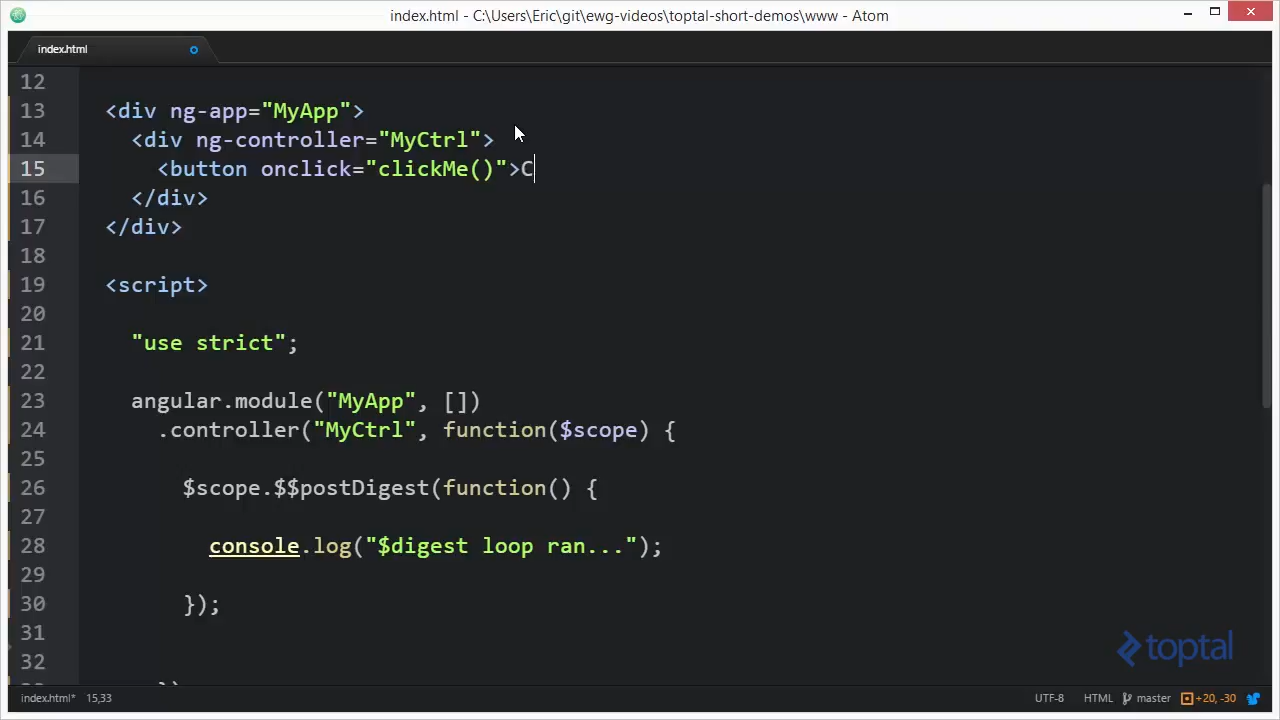 index.html - C:\Users\Eric\git\ewg-videos\toptal-short-demos\www - Atom
index.html
12
13 <div ng-app="MyApp">
14 <div ng-controller="MyCtrl">
15 <button onclick="clickMe()">C
16 </div>
17 </div>
18
19 <script>
20
21 "use strict";
22
23 angular.module("MyApp", [])
24 .controller("MyCtrl", function($scope) {
25
26 $scope.$$postDigest(function() {
27
28 console.log("$digest loop ran...");
29
30 });
31
32
toptal
index.html* 15,33 UTF-8 HTML master +20, -30